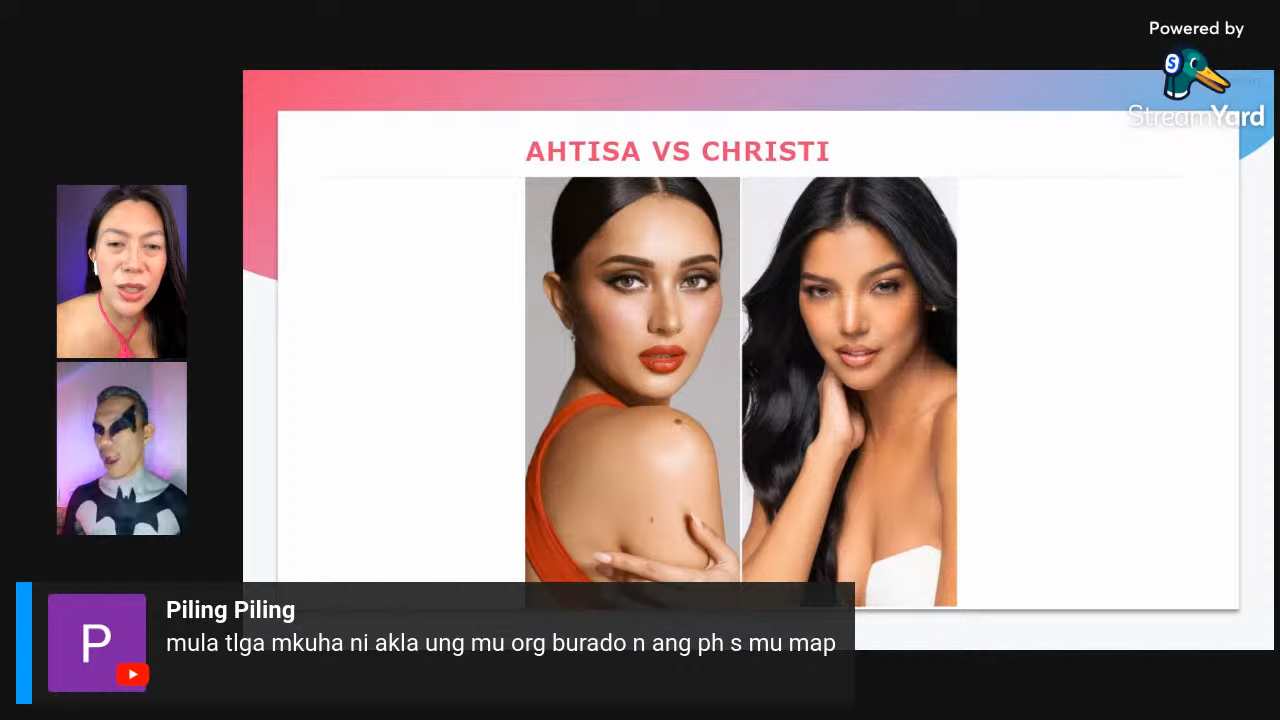 Powered by
StreamYard
AHTISA VS CHRISTI
Piling Piling
P
mula tlga mkuha ni akla ung mu org burado n ang ph s mu map